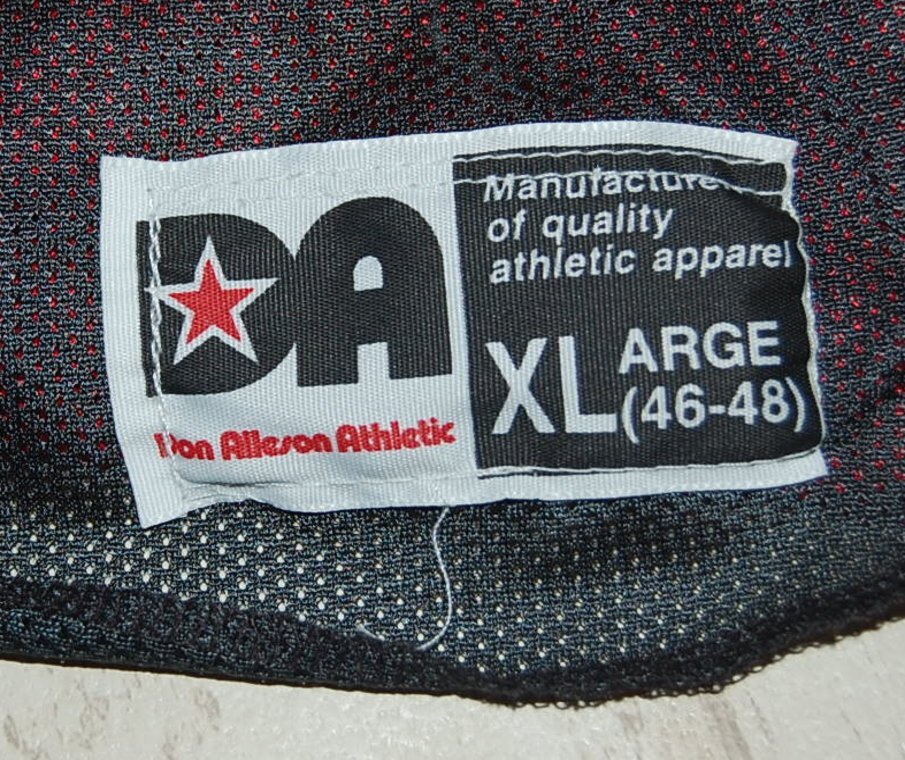 DA
Don Alleson Athletic
Manufacturer
of quality
athletic apparel
XLARGE
(46-48)